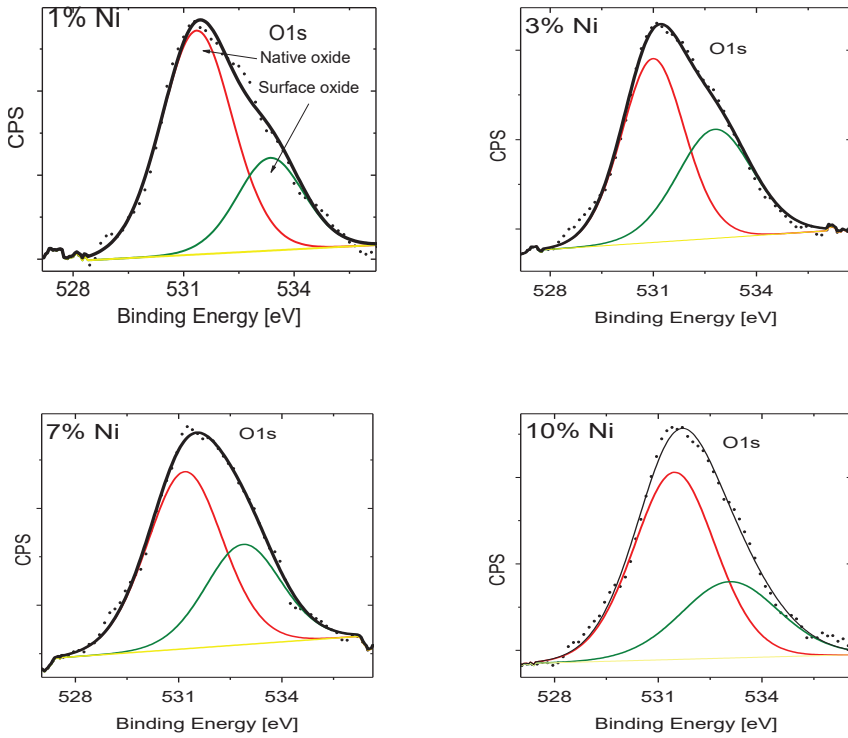 1% Ni
O1s
Native oxide
Surface oxide
CPS
528 531 534
Binding Energy [eV]
3% Ni
O1s
CPS
528 531 534
Binding Energy [eV]
7% Ni
O1s
CPS
528 531 534
Binding Energy [eV]
10% Ni
O1s
CPS
528 531 534
Binding Energy [eV]